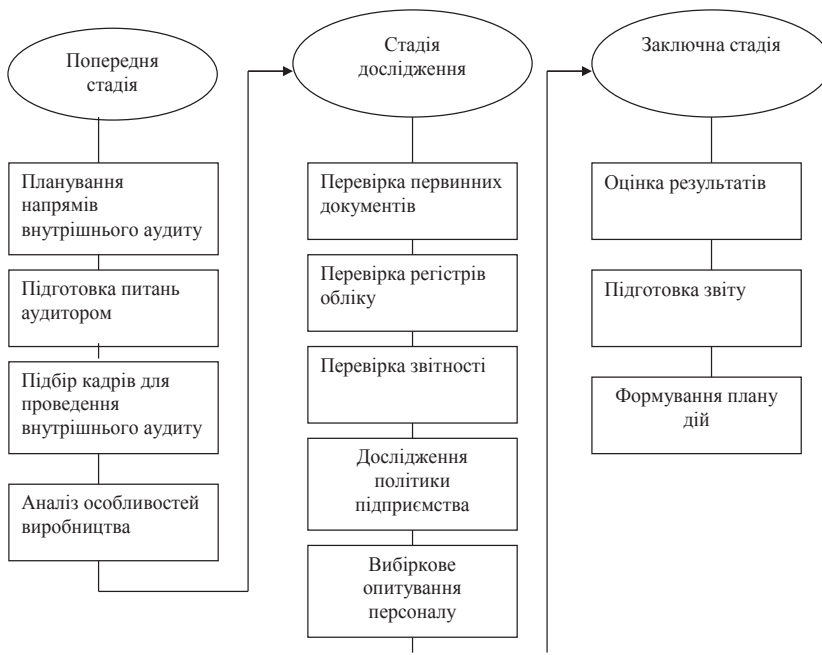 Попередня
стадія
Планування
напрямів
внутрішнього аудиту
Підготовка питань
аудитором
Підбір кадрів для
проведення
внутрішнього аудиту
Аналіз особливостей
виробництва
Стадія
дослідження
Перевірка первинних
документів
Перевірка регістрів
обліку
Перевірка звітності
Дослідження
політики
підприємства
Вибіркове
опитування
персоналу
Заключна стадія
Оцінка результатів
Підготовка звіту
Формування плану
дій